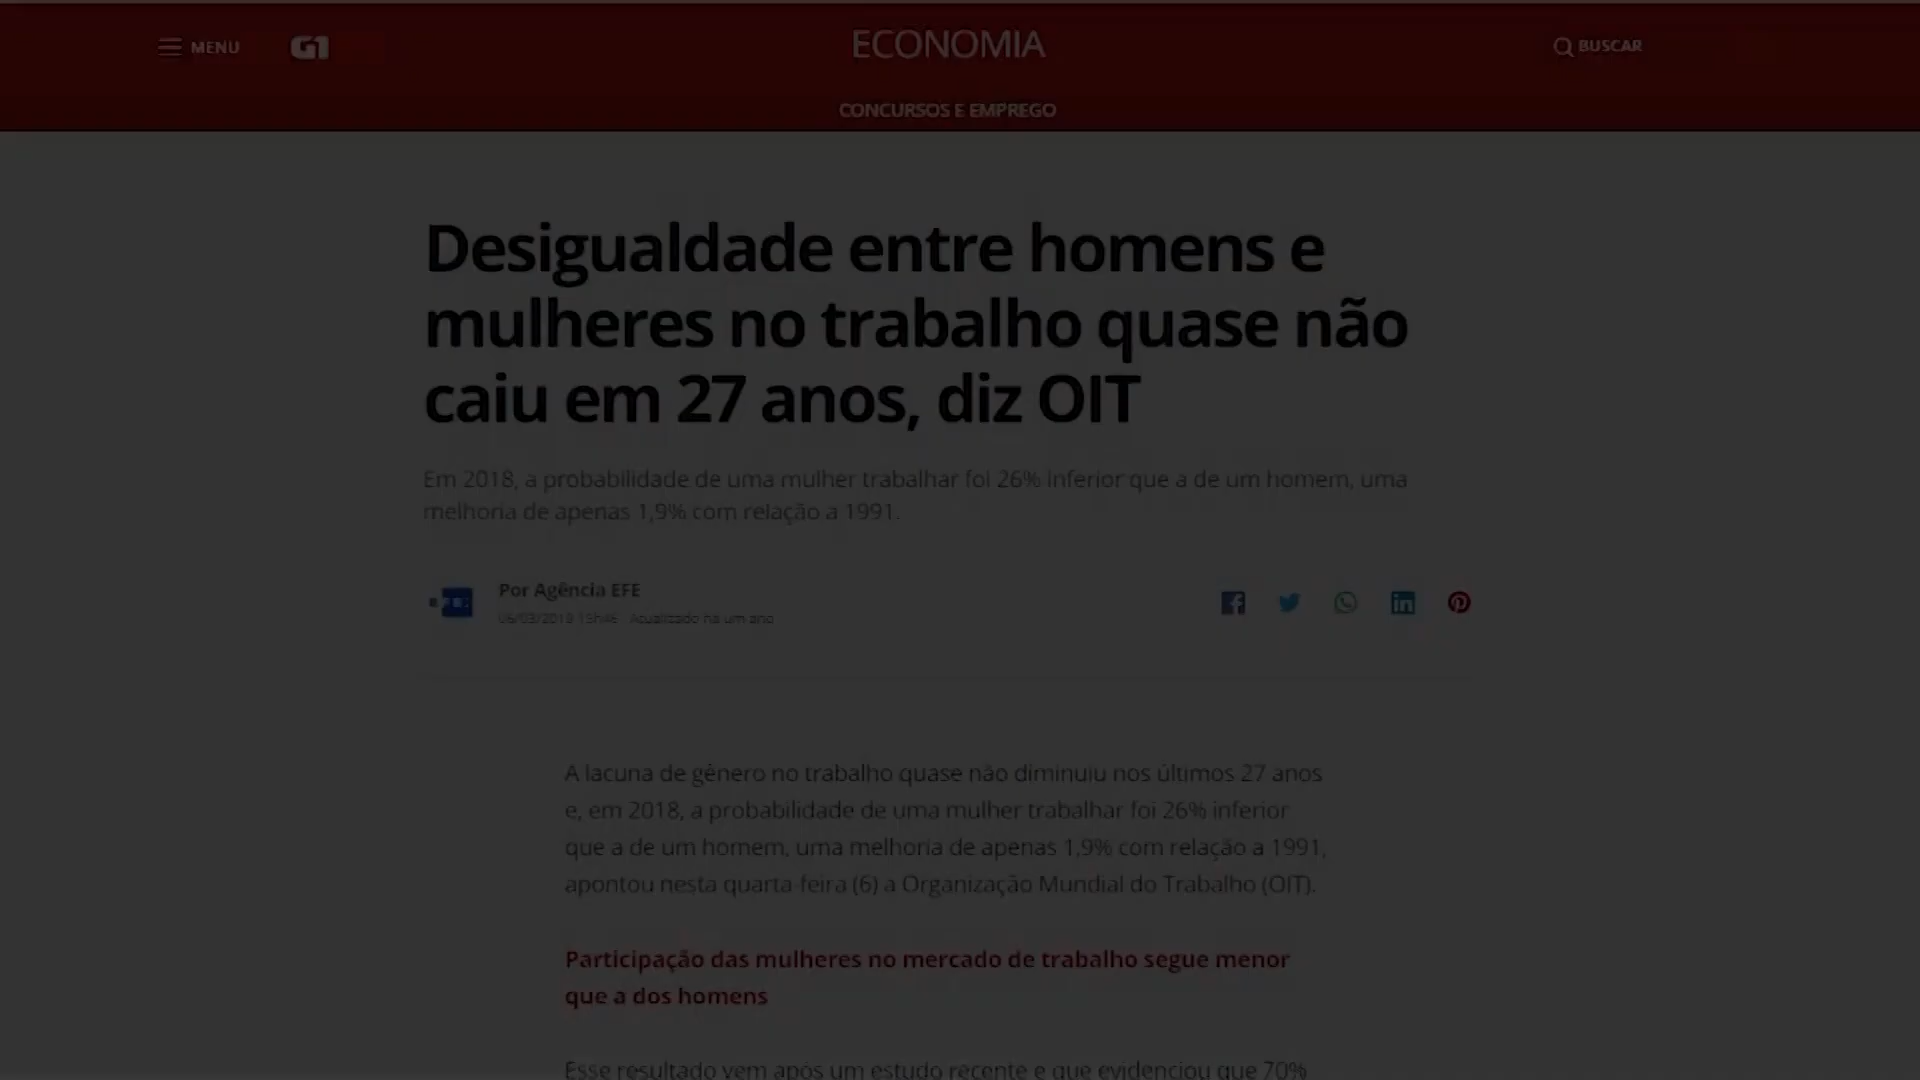 MENU
G1
ECONOMIA
BUSCAR
CONCURSOS E EMPREGO
Desigualdade entre homens e
mulheres no trabalho quase não
caiu em 27 anos, diz OIT
Em 2018, a probabilidade de uma mulher trabalhar foi 26% inferior que a de um homem, uma
melhoria de apenas 1,9% com relação a 1991.
Por Agência EFE
Atualizado há um ano
A lacuna de gênero no trabalho quase não diminuiu nos últimos 27 anos
e, em 2018, a probabilidade de uma mulher trabalhar foi 26% inferior
que a de um homem, uma melhoria de apenas 1,9% com relação a 1991,
apontou nesta quarta-feira (6) a Organização Mundial do Trabalho (OIT).
Participação das mulheres no mercado de trabalho segue menor
que a dos homens
Esse resultado vem após um estudo recente e que evidenciou que 70%